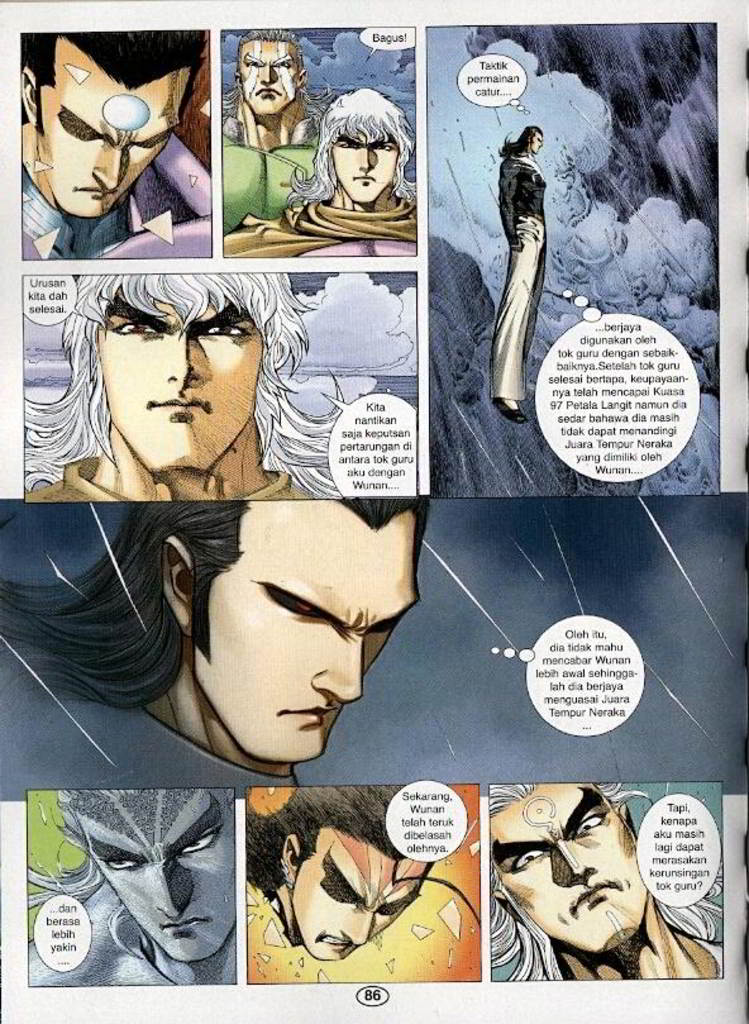 Bagus!
Taktik
permainan
catur....
Urusan
kita dah
selesai.
Kita
nantikan
saja keputsan
pertarungan di
antara tok guru
aku dengan
Wunan....
...berjaya
digunakan oleh
tok guru dengan sebaik-
baiknya.Setelah tok guru
selesai bertapa, keupayaan-
nya telah mencapai Kuasa
97 Petala Langit namun dia
sedar bahawa dia masih
tidak dapat menandingi
Juara Tempur Neraka
yang dimiliki oleh
Wunan....
Oleh itu,
dia tidak mahu
mencabar Wunan
lebih awal sehingga-
lah dia berjaya
menguasai Juara
Tempur Neraka
...
...dan
berasa
lebih
yakin
....
Sekarang,
Wunan
telah teruk
dibelasah
olehnya.
Tapi,
kenapa
aku masih
lagi dapat
merasakan
kerunsingan
tok guru?
86